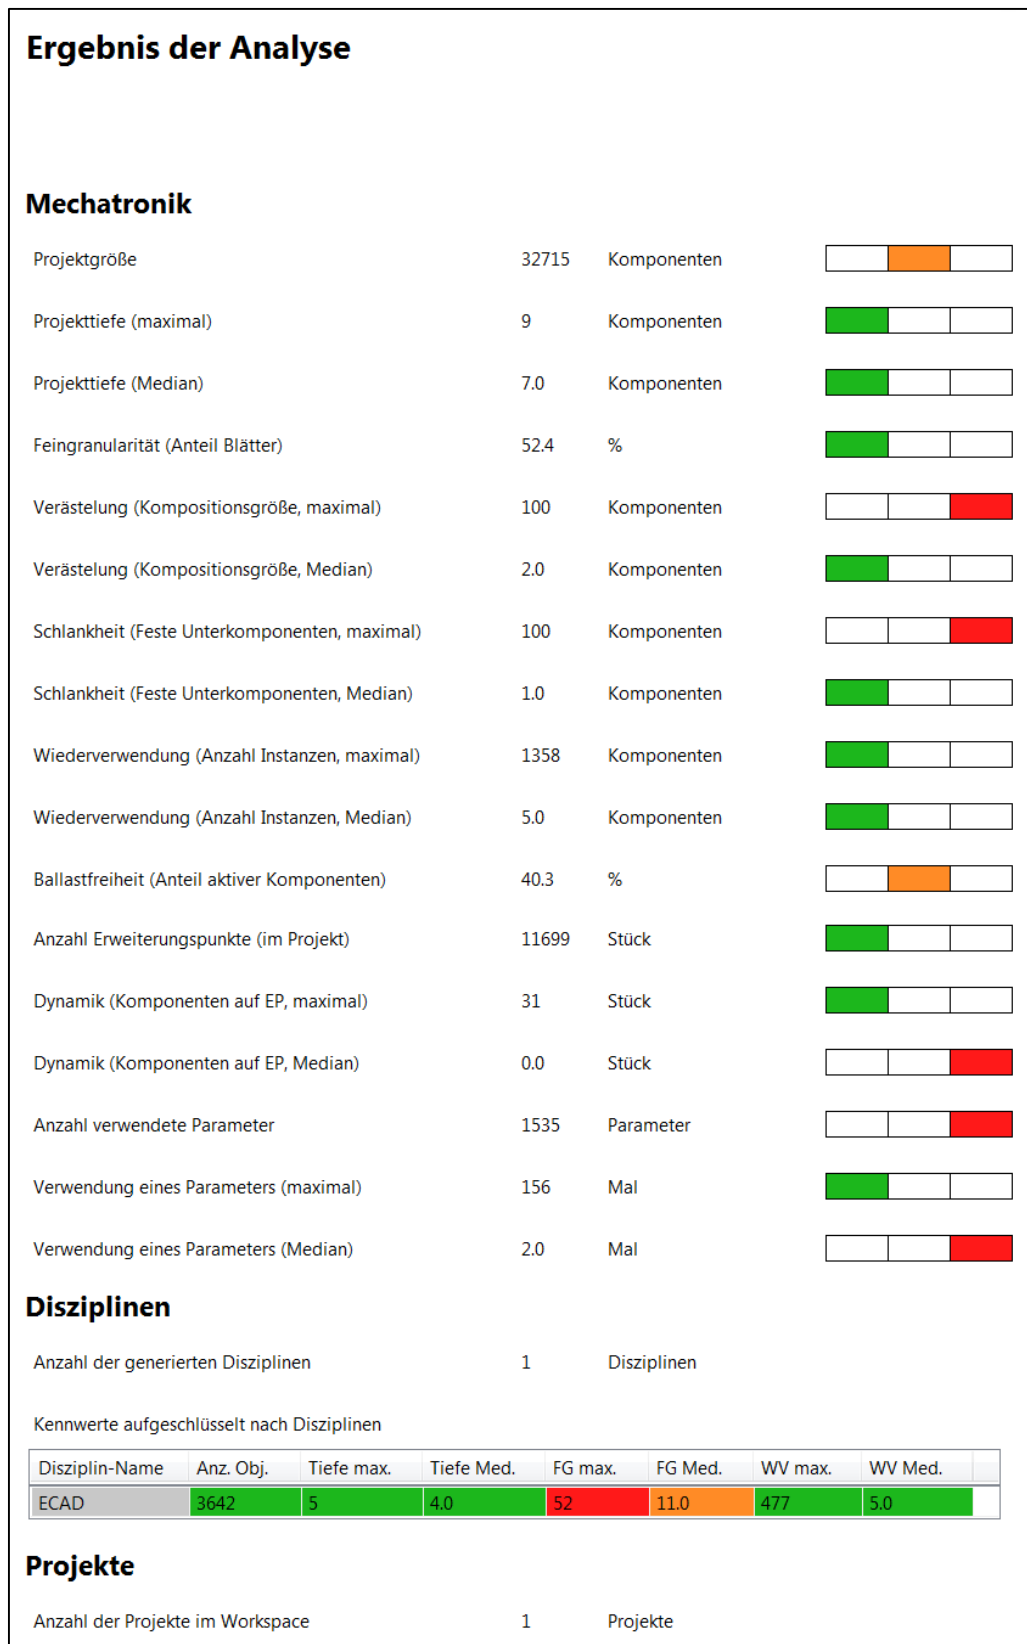 Ergebnis der Analyse
Mechatronik
Projektgröße 32715 Komponenten
Projekttiefe (maximal) 9 Komponenten
Projekttiefe (Median) 7.0 Komponenten
Feingranularität (Anteil Blätter) 52.4 %
Verästelung (Kompositionsgröße, maximal) 100 Komponenten
Verästelung (Kompositionsgröße, Median) 2.0 Komponenten
Schlankheit (Feste Unterkomponenten, maximal) 100 Komponenten
Schlankheit (Feste Unterkomponenten, Median) 1.0 Komponenten
Wiederverwendung (Anzahl Instanzen, maximal) 1358 Komponenten
Wiederverwendung (Anzahl Instanzen, Median) 5.0 Komponenten
Ballastfreiheit (Anteil aktiver Komponenten) 40.3 %
Anzahl Erweiterungspunkte (im Projekt) 11699 Stück
Dynamik (Komponenten auf EP, maximal) 31 Stück
Dynamik (Komponenten auf EP, Median) 0.0 Stück
Anzahl verwendete Parameter 1535 Parameter
Verwendung eines Parameters (maximal) 156 Mal
Verwendung eines Parameters (Median) 2.0 Mal
Disziplinen
Anzahl der generierten Disziplinen 1 Disziplinen
Kennwerte aufgeschlüsselt nach Disziplinen
Disziplin-Name Anz. Obj. Tiefe max. Tiefe Med. FG max. FG Med. WV max. WV Med.
ECAD 3642 5 4.0 52 11.0 477 5.0
Projekte
Anzahl der Projekte im Workspace 1 Projekte